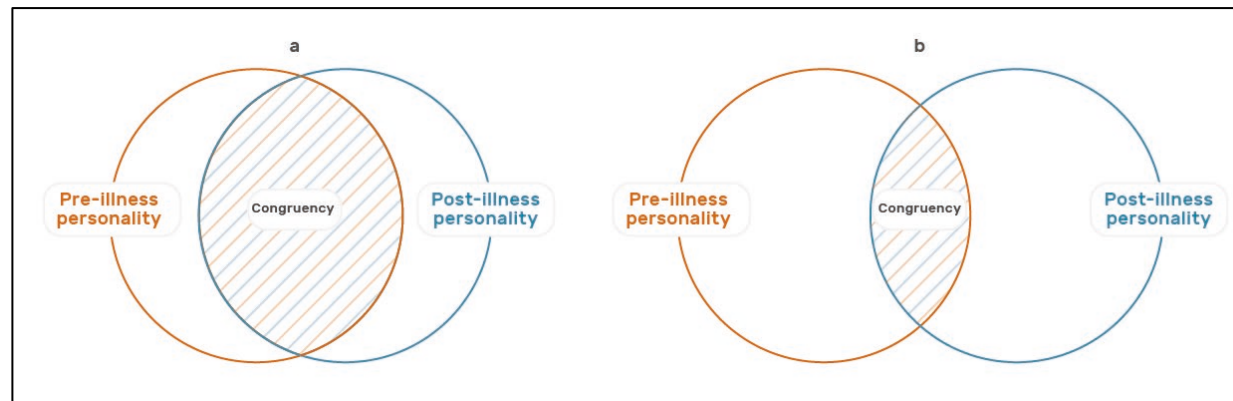 a
Pre-illness
personality
Congruency
Post-illness
personality
b
Pre-illness
personality
Congruency
Post-illness
personality